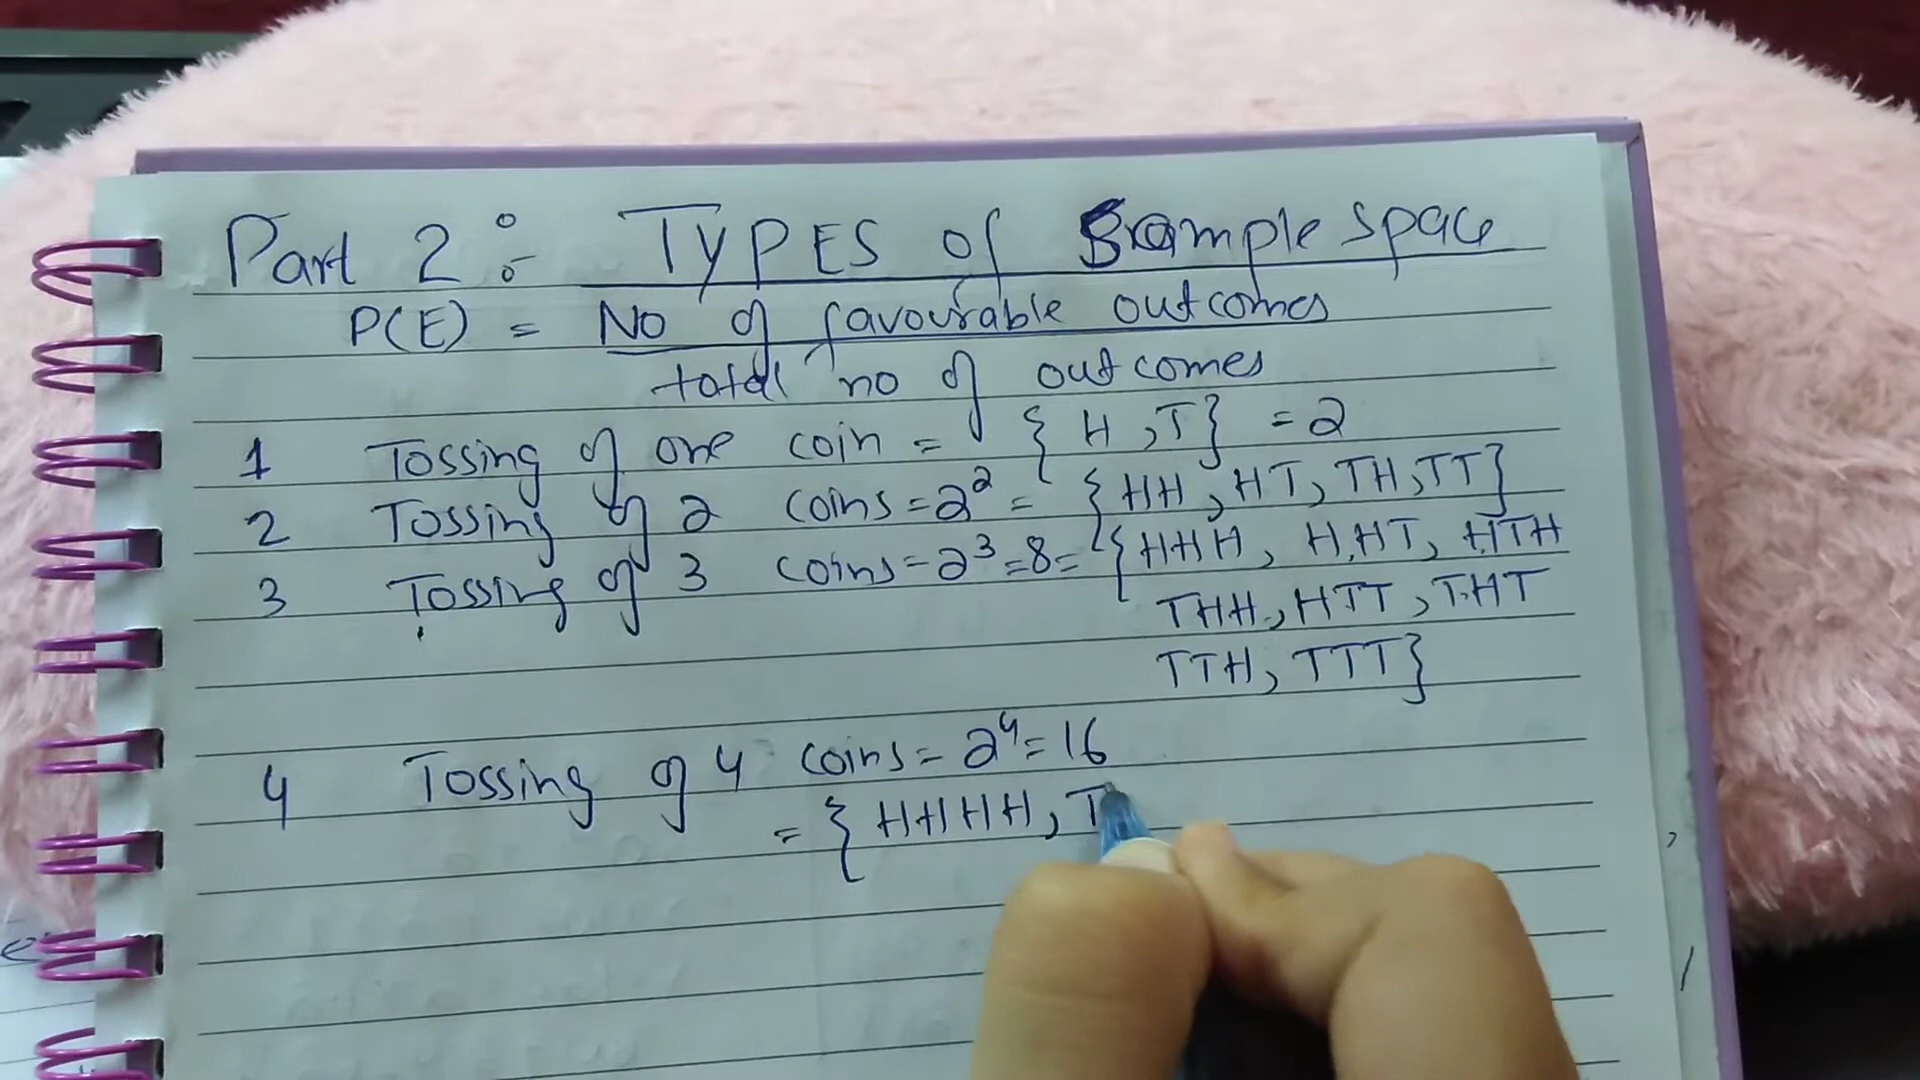 Part 2: TYPES of Sample space
P(E) = No of favourable outcomes
total no of outcomes
1 Tossing of one coin = { H, T} = 2
2 Tossing of 2 coins = 2² = {HH, HT, TH, TT}
3 Tossing of 3 coins = 2³ = 8 = {HHH, HHT, HTH
THH, HTT, THT
TTH, TTT}
4 Tossing of 4 coins = 2⁴ = 16
= { HHHH, T